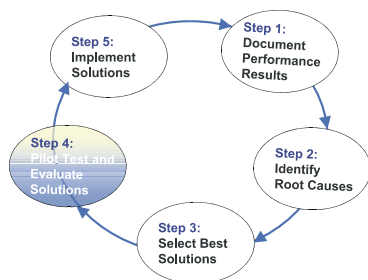 Step 1:
Document
Performance
Results
Step 2:
Identify
Root Causes
Step 3:
Select Best
Solutions
Step 4:
Pilot Test and
Evaluate
Solutions
Step 5:
Implement
Solutions